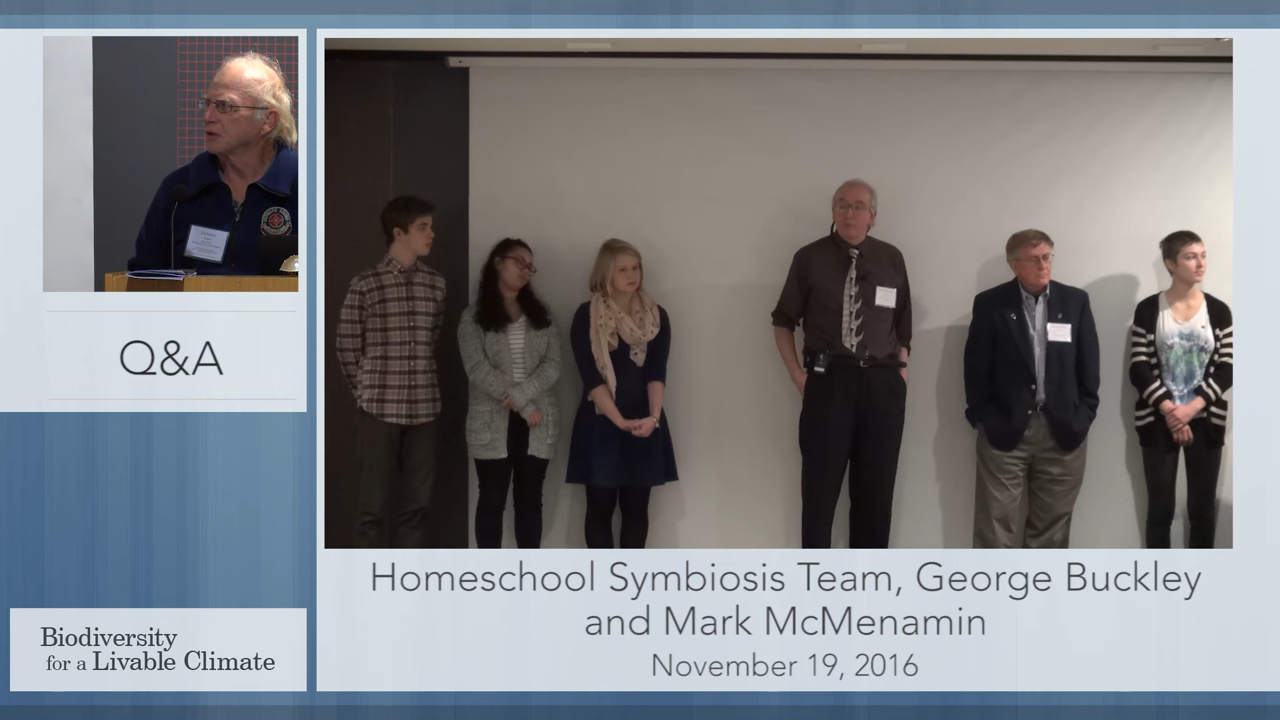 Q&A
Biodiversity
for a Livable Climate
Homeschool Symbiosis Team, George Buckley
and Mark McMenamin
November 19, 2016